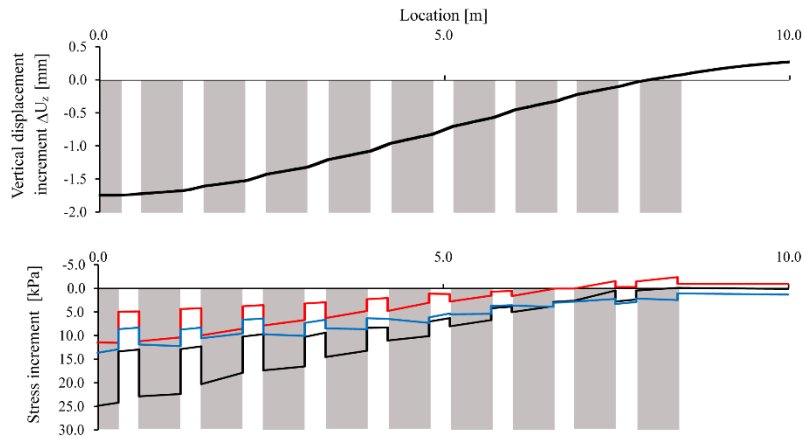 Location [m]
0.0 5.0 10.0
0.5
0.0
-0.5
-1.0
-1.5
-2.0
Vertical displacement
increment ΔUz [mm]
0.0 5.0 10.0
-5.0
0.0
5.0
10.0
15.0
20.0
25.0
30.0
Stress increment [kPa]